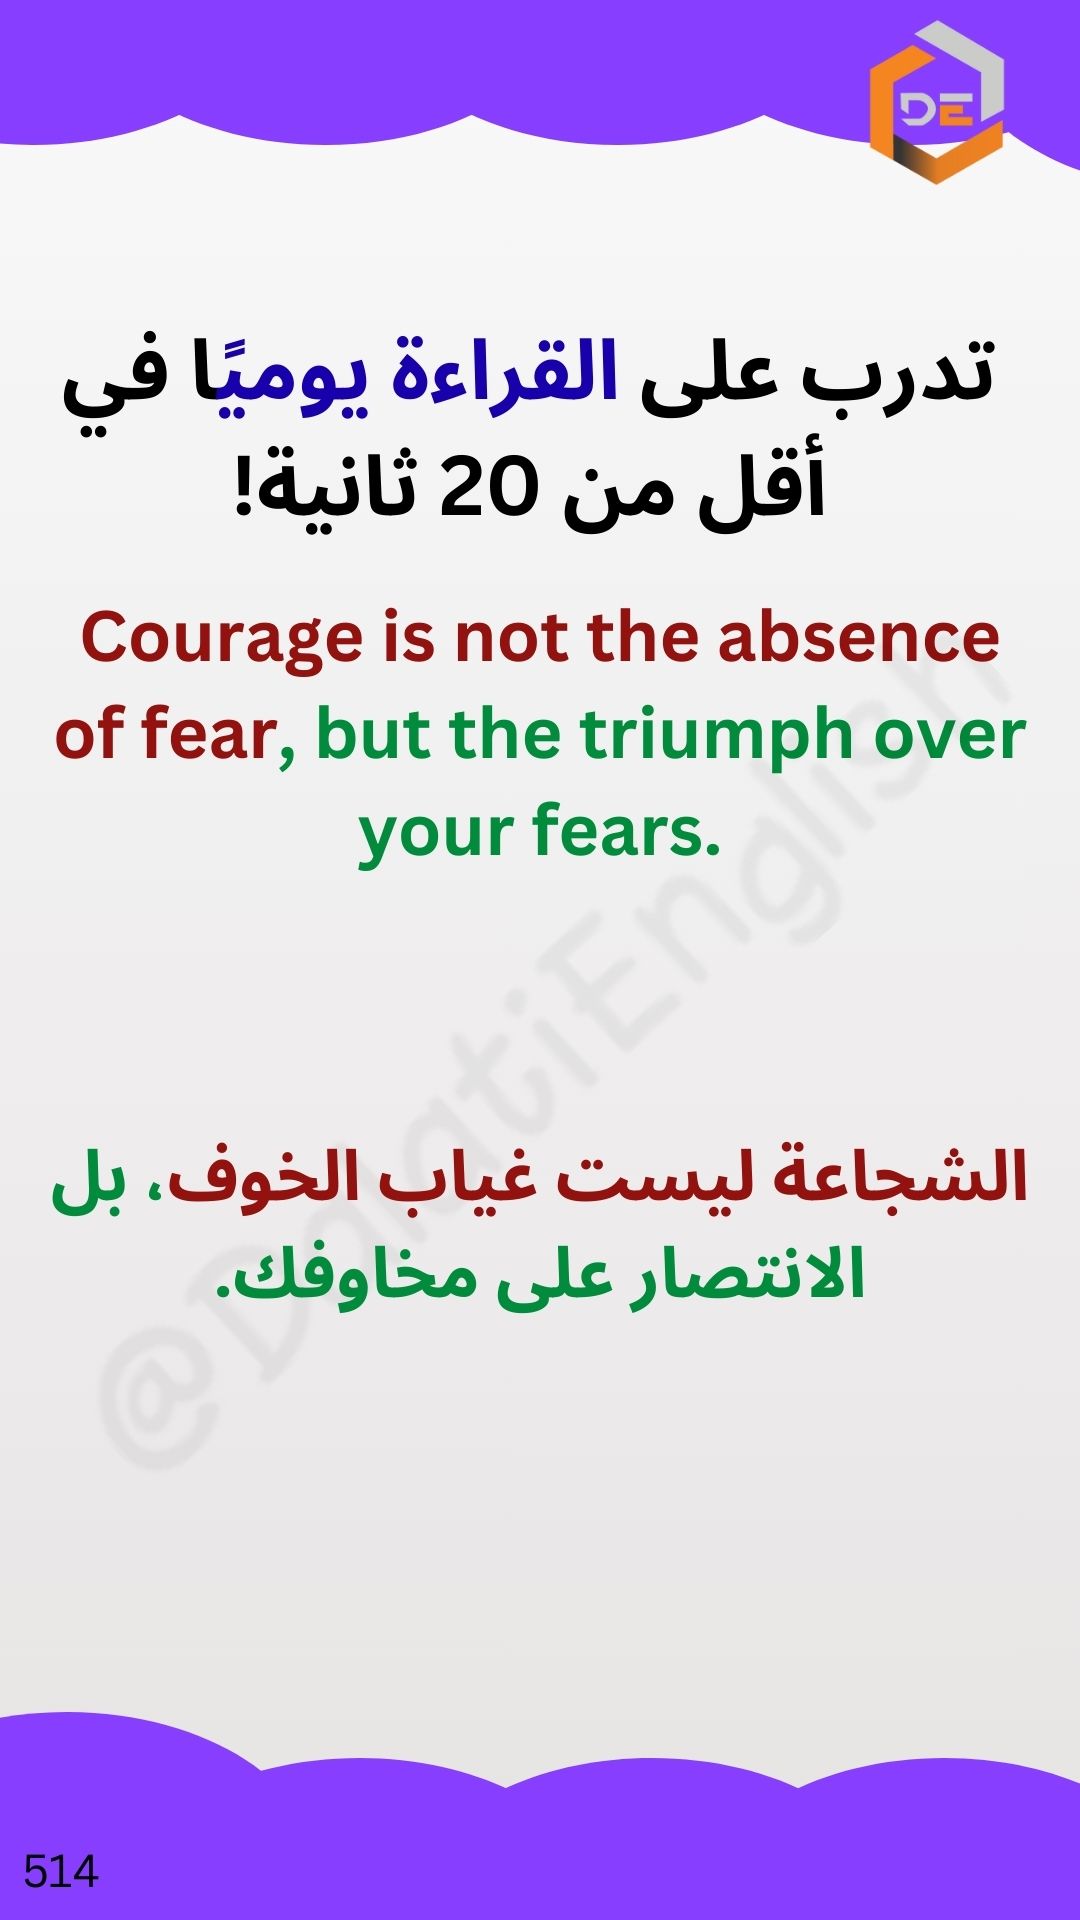 DE
تدرب على القراءة يوميًا في
أقل من 20 ثانية!
Courage is not the absence
of fear, but the triumph over
your fears.
@DalatiEnglish
الشجاعة ليست غياب الخوف، بل
الانتصار على مخاوفك.
514